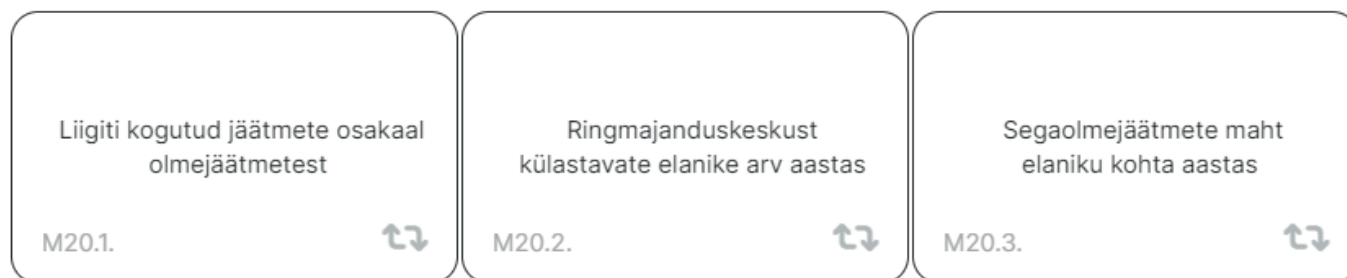 Liigiti kogutud jäätmete osakaal
olmejäätmetest
M20.1.
Ringmajanduskeskust
külastavate elanike arv aastas
M20.2.
Segaolmejäätmete maht
elaniku kohta aastas
M20.3.